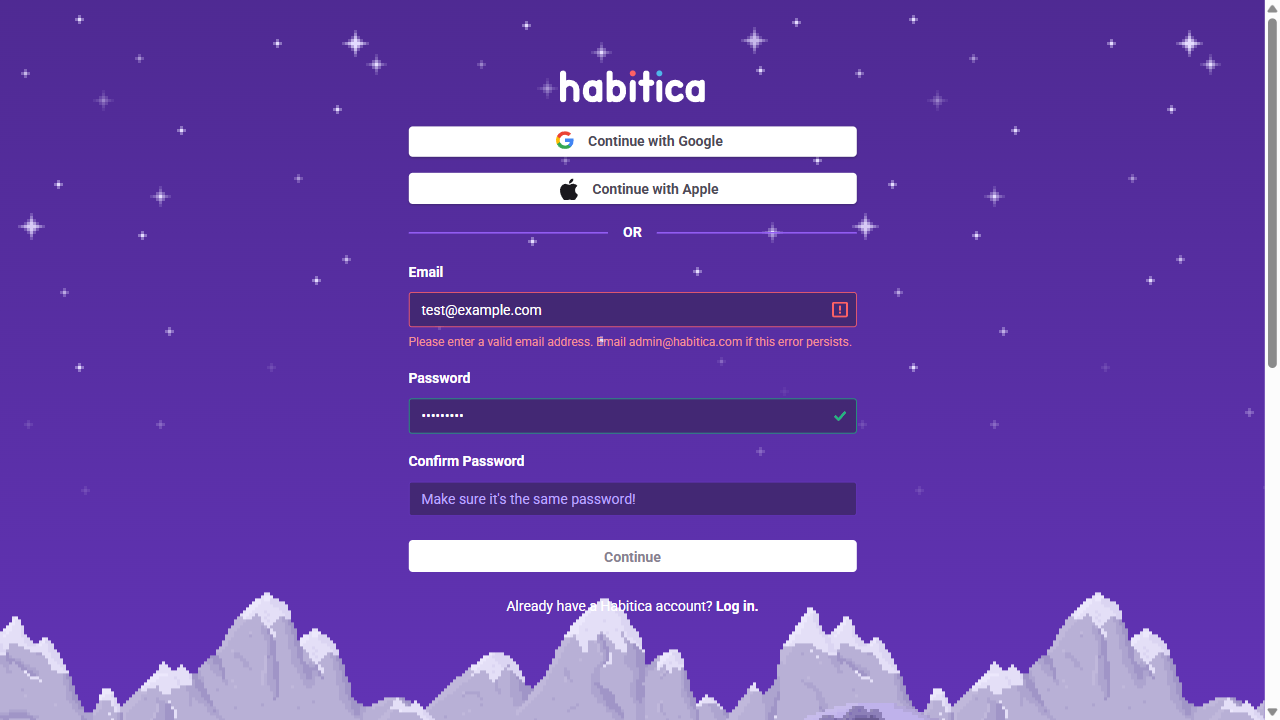 habitica
Continue with Google
Continue with Apple
OR
Email
test@example.com
Please enter a valid email address. Email admin@habitica.com if this error persists.
Password
•••••••••
Confirm Password
Make sure it's the same password!
Continue
Already have a Habitica account? Log in.